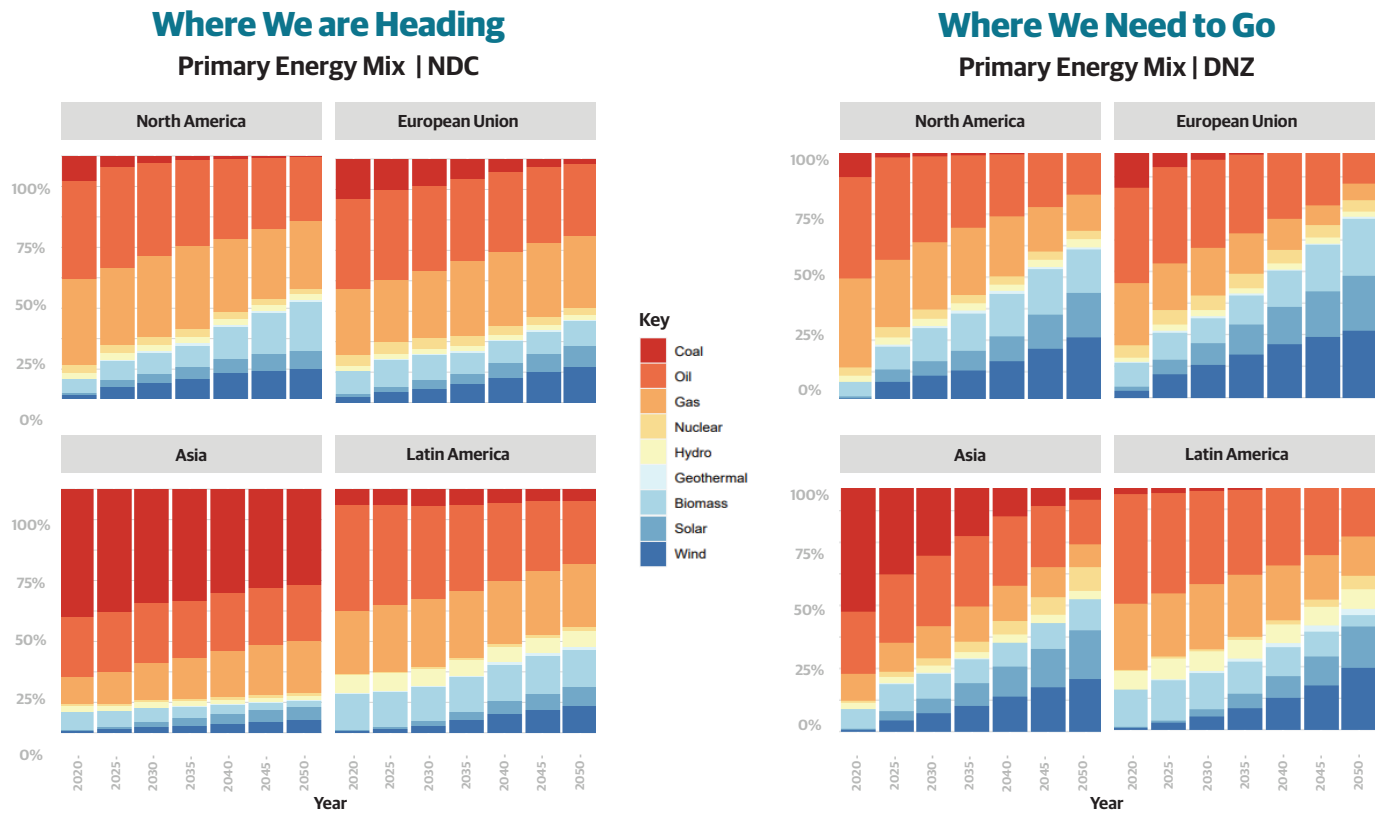 Where We are Heading
Primary Energy Mix | NDC
North America
European Union
100%
75%
50%
25%
0%
Asia
Latin America
100%
75%
50%
25%
0%
2020 -
2025 -
2030 -
2035 -
2040 -
2045 -
2050 -
2020 -
2025 -
2030 -
2035 -
2040 -
2045 -
2050 -
Year
Key
Coal
Oil
Gas
Nuclear
Hydro
Geothermal
Biomass
Solar
Wind
Where We Need to Go
Primary Energy Mix | DNZ
North America
European Union
100%
75%
50%
25%
0%
Asia
Latin America
100%
75%
50%
25%
0%
2020 -
2025 -
2030 -
2035 -
2040 -
2045 -
2050 -
2020 -
2025 -
2030 -
2035 -
2040 -
2045 -
2050 -
Year